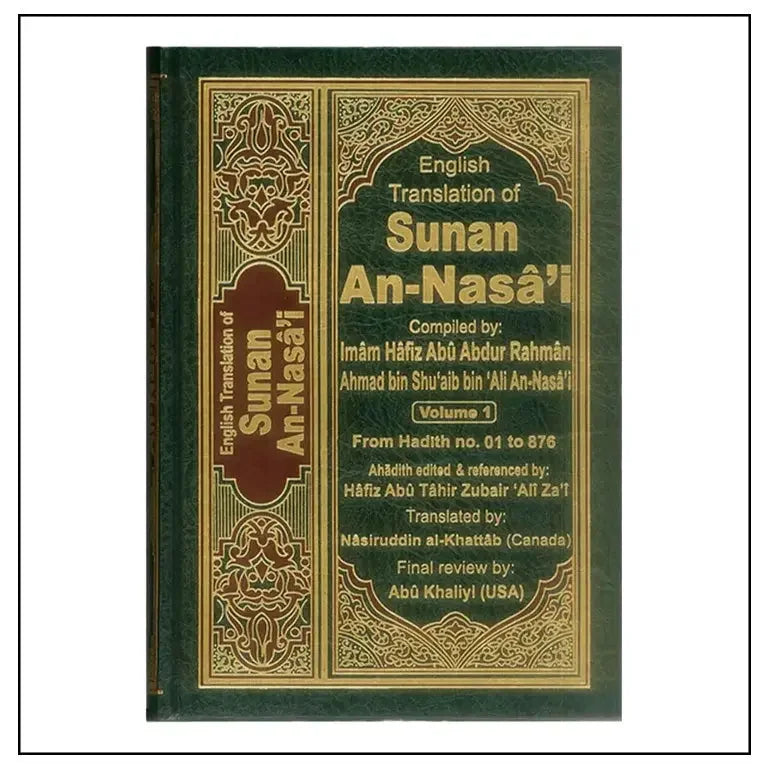 English Translation of
Sunan
An-Nasâ'i
English
Translation of
Sunan
An-Nasâ'i
Compiled by:
Imâm Hâfiz Abû Abdur Rahmân
Ahmad bin Shu'aib bin 'Ali An-Nasâ'i
Volume 1
From Hadith no. 01 to 876
Ahādith edited & referenced by:
Hâfiz Abû Tâhir Zubair 'Alî Za'î
Translated by:
Nâsiruddin al-Khattâb (Canada)
Final review by:
Abû Khaliyl (USA)